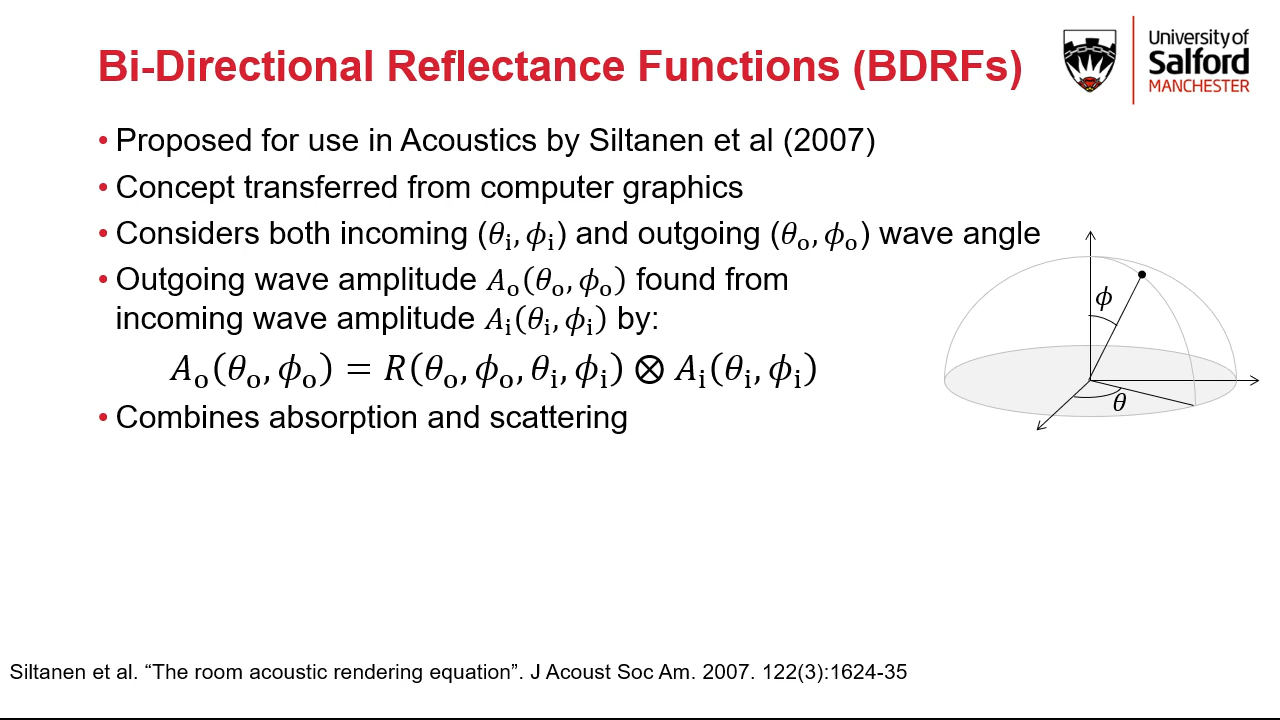 Bi-Directional Reflectance Functions (BDRFs)
University of
Salford
MANCHESTER
• Proposed for use in Acoustics by Siltanen et al (2007)
• Concept transferred from computer graphics
• Considers both incoming (θᵢ, ϕᵢ) and outgoing (θₒ, ϕₒ) wave angle
• Outgoing wave amplitude Aₒ(θₒ, ϕₒ) found from
incoming wave amplitude Aᵢ(θᵢ, ϕᵢ) by:
Aₒ(θₒ, ϕₒ) = R(θₒ, ϕₒ, θᵢ, ϕᵢ) ⊗ Aᵢ(θᵢ, ϕᵢ)
• Combines absorption and scattering
ϕ
θ
Siltanen et al. “The room acoustic rendering equation”. J Acoust Soc Am. 2007. 122(3):1624-35